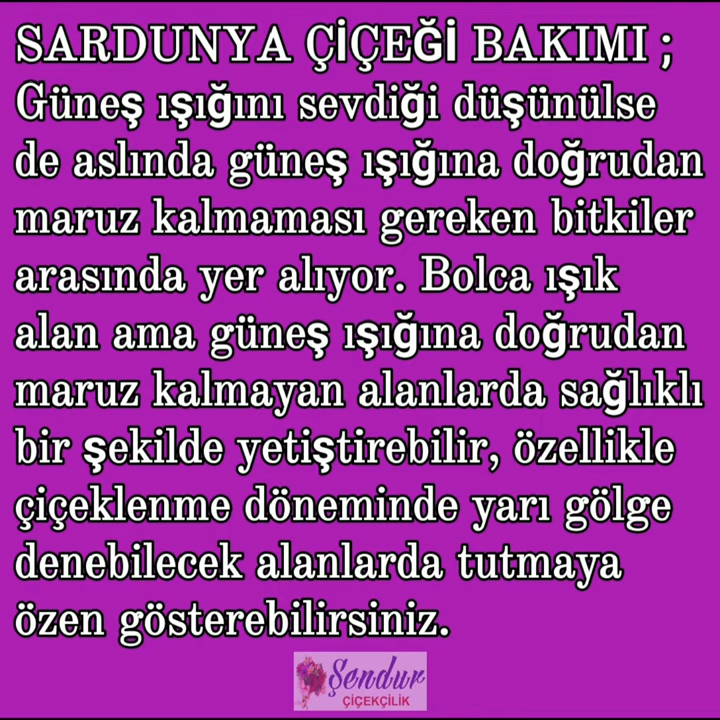 SARDUNYA ÇİÇEĞİ BAKIMI ;
Güneş ışığını sevdiği düşünülse
de aslında güneş ışığına doğrudan
maruz kalmaması gereken bitkiler
arasında yer alıyor. Bolca ışık
alan ama güneş ışığına doğrudan
maruz kalmayan alanlarda sağlıklı
bir şekilde yetiştirebilir, özellikle
çiçeklenme döneminde yarı gölge
denebilecek alanlarda tutmaya
özen gösterebilirsiniz.
Şendur
ÇİÇEKÇİLİK